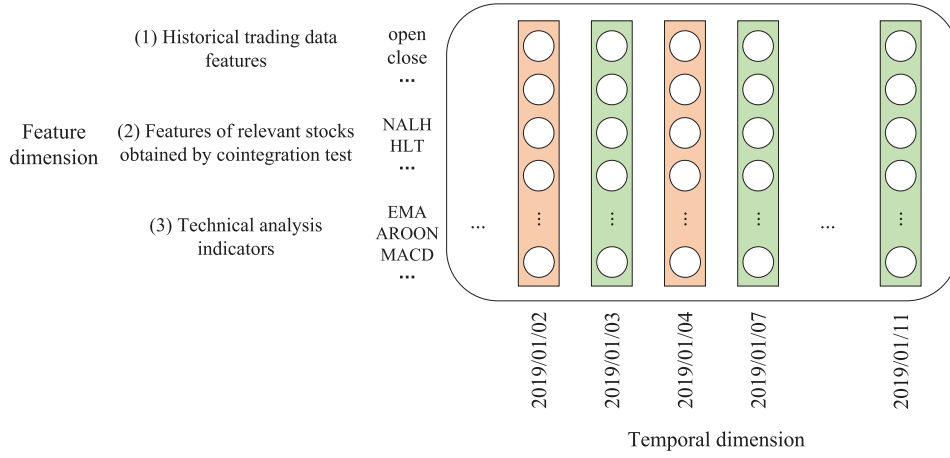 (1) Historical trading data
features
open
close
...
Feature
dimension
(2) Features of relevant stocks
obtained by cointegration test
NALH
HLT
...
(3) Technical analysis
indicators
EMA
AROON
MACD
...
...
...
...
...
...
...
...
2019/01/02
2019/01/03
2019/01/04
2019/01/07
...
2019/01/11
Temporal dimension